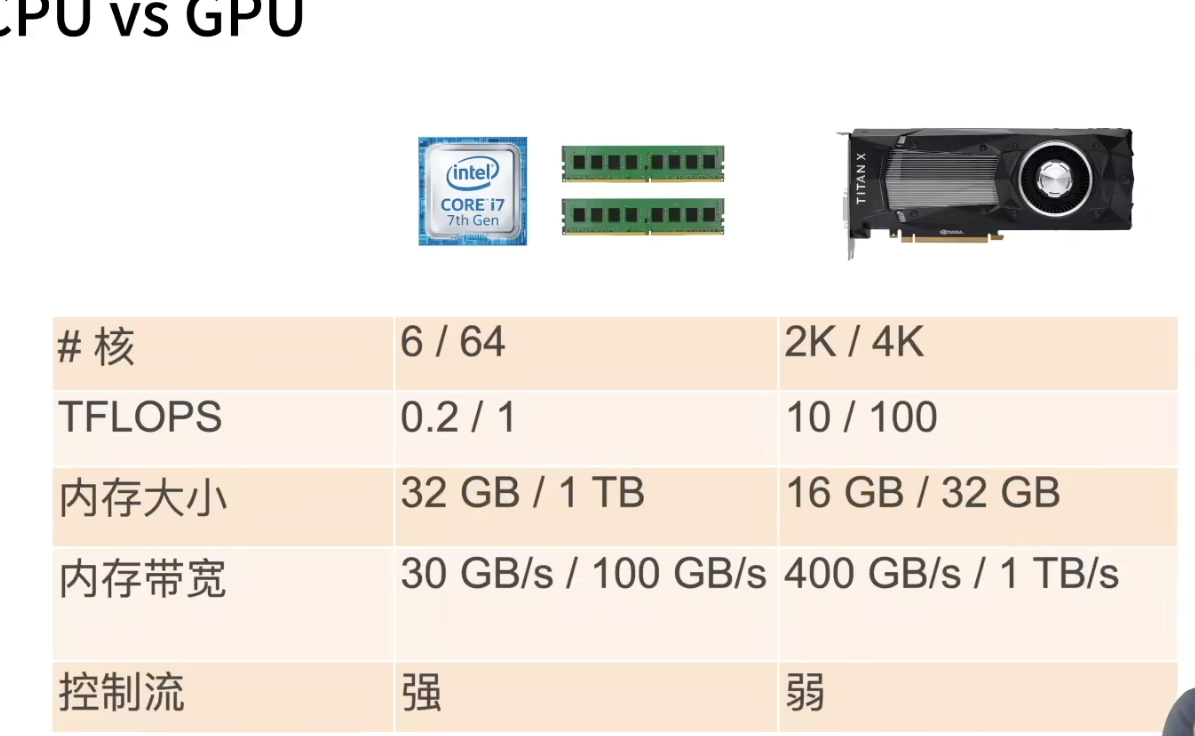 CPU vs GPU
intel
CORE i7
7th Gen
TITAN X
NVIDIA
# 核 6 / 64 2K / 4K
TFLOPS 0.2 / 1 10 / 100
内存大小 32 GB / 1 TB 16 GB / 32 GB
内存带宽 30 GB/s / 100 GB/s 400 GB/s / 1 TB/s
控制流 强 弱